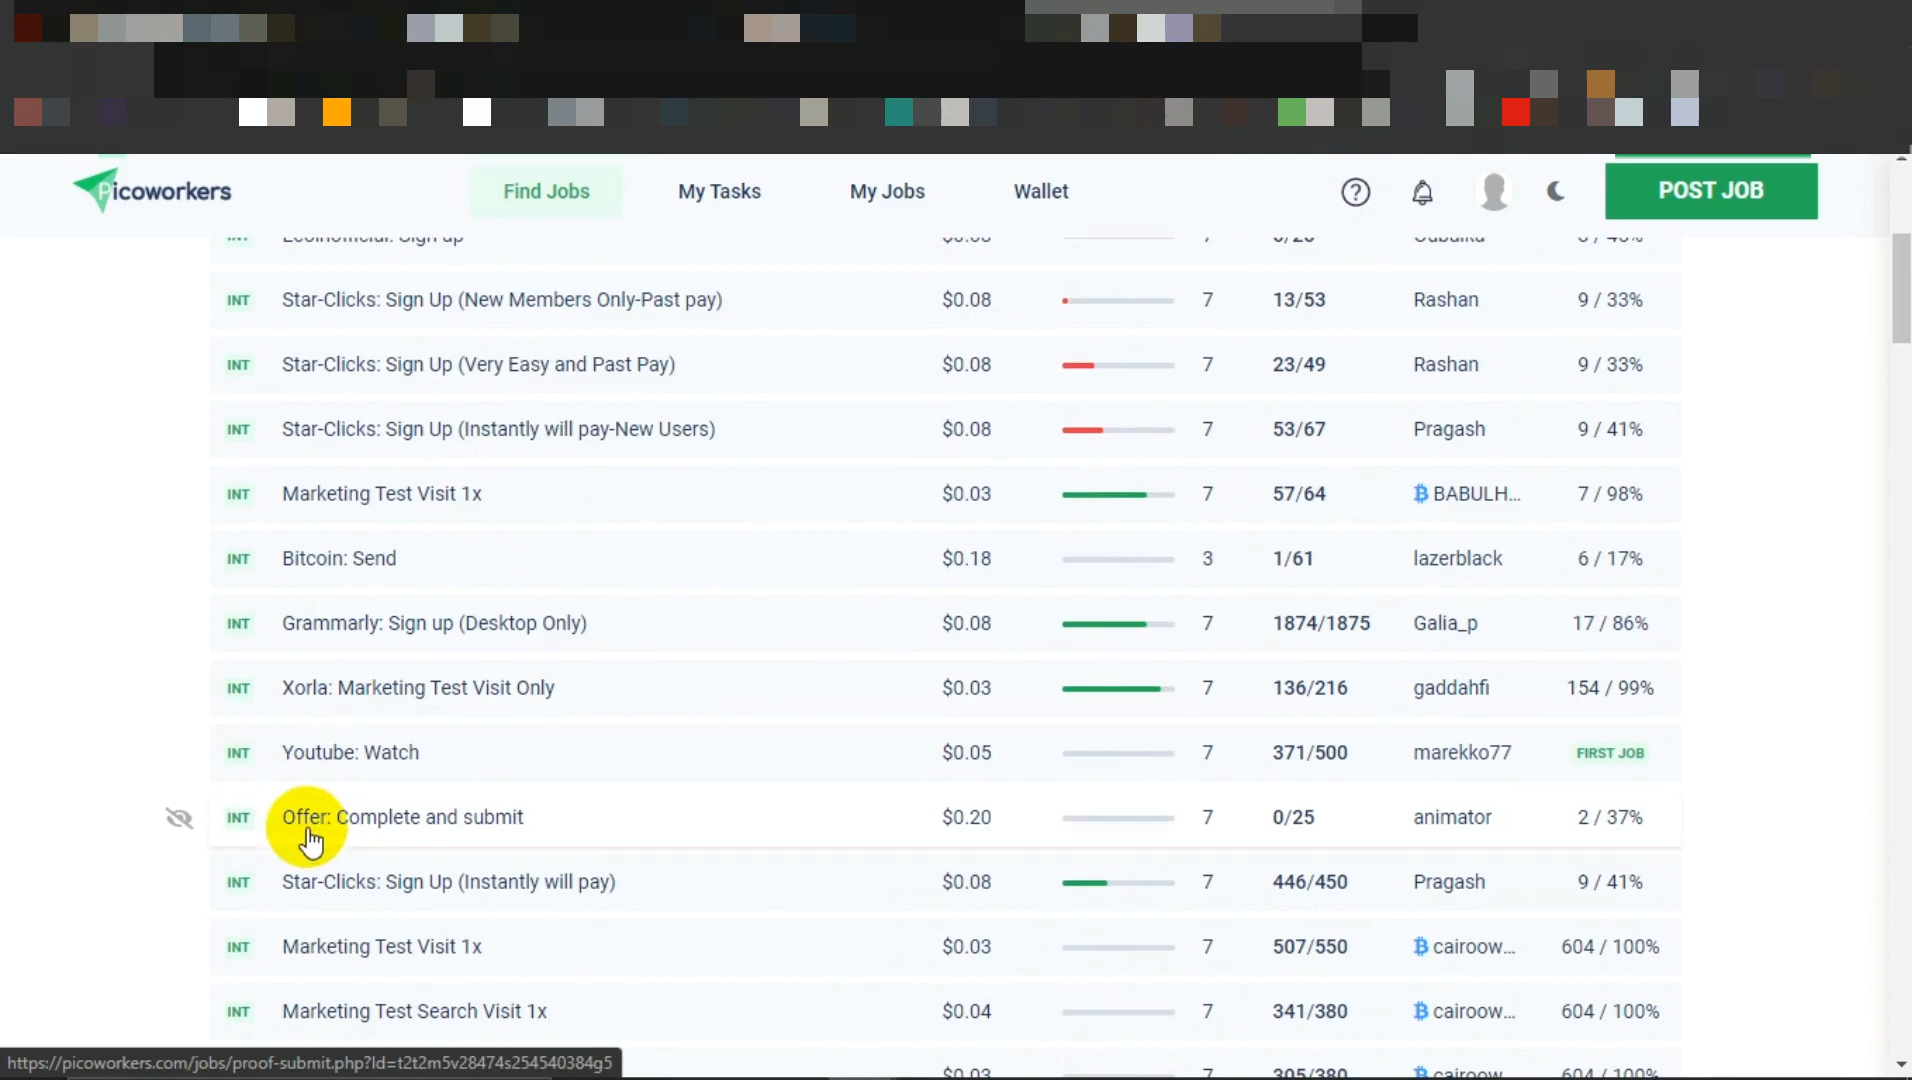 Picoworkers Find Jobs My Tasks My Jobs Wallet ? POST JOB
INT Star-Clicks: Sign Up (New Members Only-Past pay) $0.08 7 13/53 Rashan 9 / 33%
INT Star-Clicks: Sign Up (Very Easy and Past Pay) $0.08 7 23/49 Rashan 9 / 33%
INT Star-Clicks: Sign Up (Instantly will pay-New Users) $0.08 7 53/67 Pragash 9 / 41%
INT Marketing Test Visit 1x $0.03 7 57/64 BABULH... 7 / 98%
INT Bitcoin: Send $0.18 3 1/61 lazerblack 6 / 17%
INT Grammarly: Sign up (Desktop Only) $0.08 7 1874/1875 Galia_p 17 / 86%
INT Xorla: Marketing Test Visit Only $0.03 7 136/216 gaddahfi 154 / 99%
INT Youtube: Watch $0.05 7 371/500 marekko77 FIRST JOB
INT Offer: Complete and submit $0.20 7 0/25 animator 2 / 37%
INT Star-Clicks: Sign Up (Instantly will pay) $0.08 7 446/450 Pragash 9 / 41%
INT Marketing Test Visit 1x $0.03 7 507/550 cairoow... 604 / 100%
INT Marketing Test Search Visit 1x $0.04 7 341/380 cairoow... 604 / 100%
https://picoworkers.com/jobs/proof-submit.php?Id=t2t2m5v28474s254540384g5 $0.03 7 305/380 cairoow... 604 / 100%